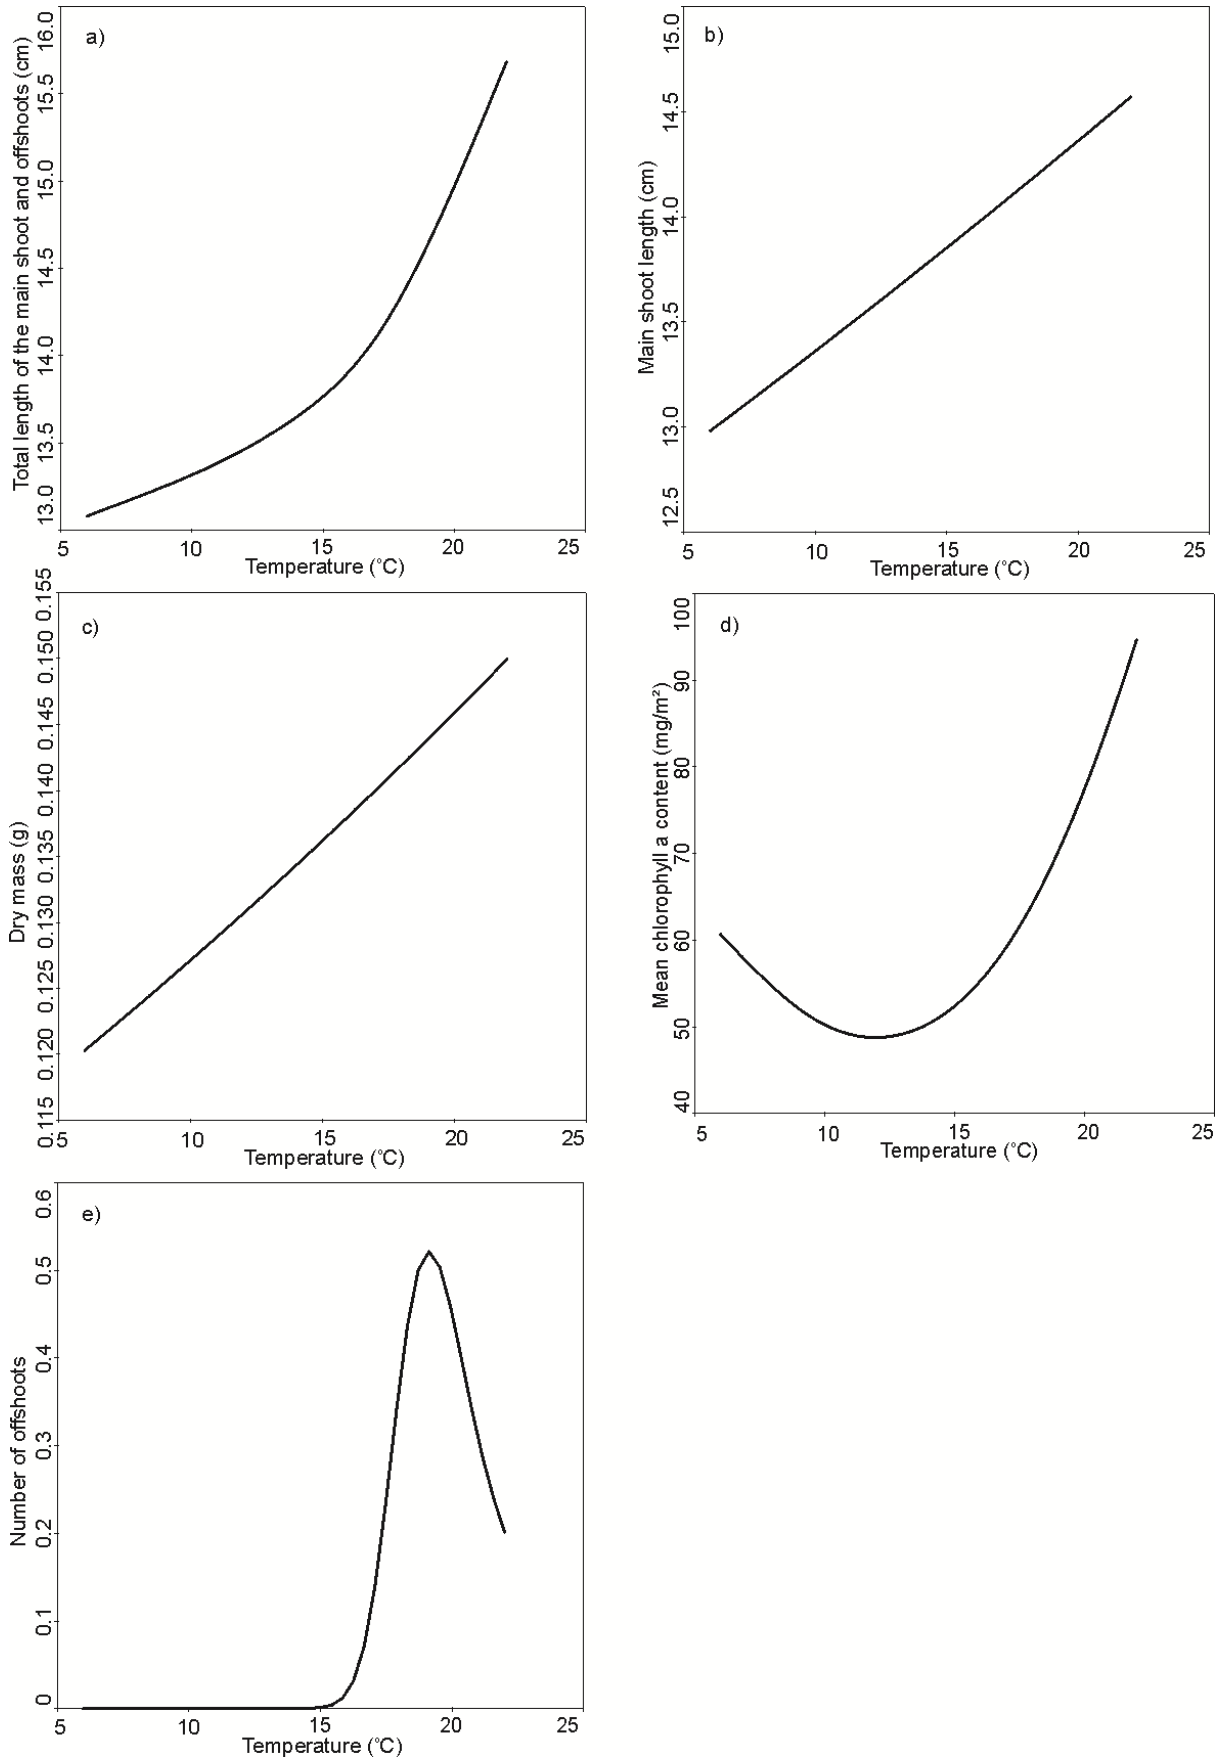 a)
Total length of the main shoot and offshoots (cm)
13.0 13.5 14.0 14.5 15.0 15.5 16.0
5 10 15 20 25
Temperature (°C)
b)
Main shoot length (cm)
12.5 13.0 13.5 14.0 14.5 15.0
5 10 15 20 25
Temperature (°C)
c)
Dry mass (g)
0.115 0.120 0.125 0.130 0.135 0.140 0.145 0.150 0.155
5 10 15 20 25
Temperature (°C)
d)
Mean chlorophyll a content (mg/m²)
40 50 60 70 80 90 100
5 10 15 20 25
Temperature (°C)
e)
Number of offshoots
0 0.1 0.2 0.3 0.4 0.5 0.6
5 10 15 20 25
Temperature (°C)